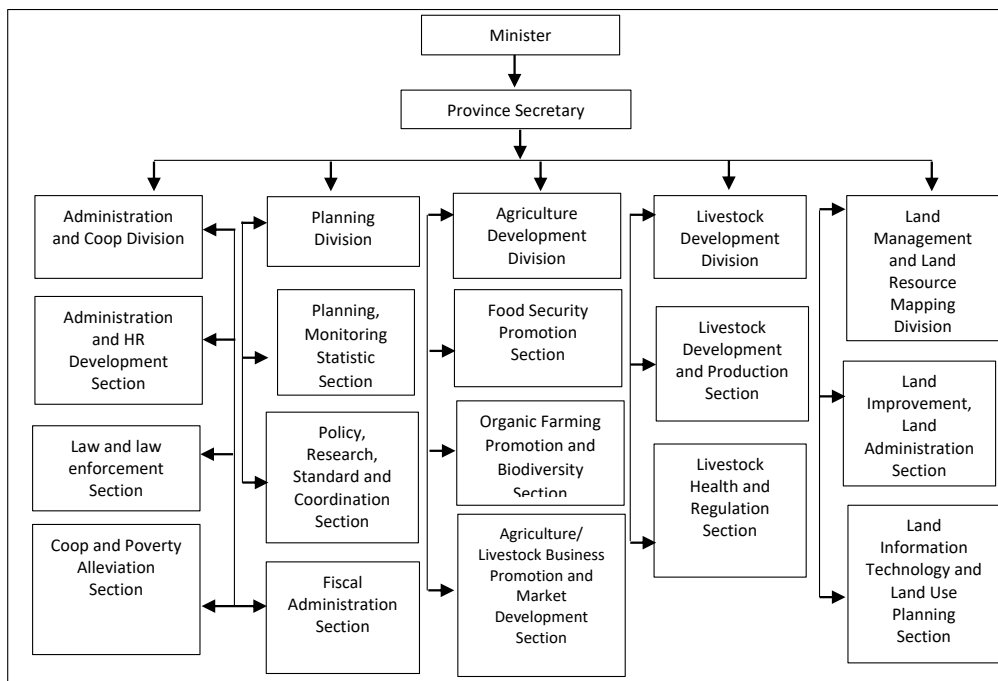 Minister
Province Secretary
Administration
and Coop Division
Planning
Division
Agriculture
Development
Division
Livestock
Development
Division
Land
Management
and Land
Resource
Mapping
Division
Administration
and HR
Development
Section
Planning,
Monitoring
Statistic
Section
Food Security
Promotion
Section
Livestock
Development
and Production
Section
Land
Improvement,
Land
Administration
Section
Law and law
enforcement
Section
Policy,
Research,
Standard and
Coordination
Section
Organic Farming
Promotion and
Biodiversity
Section
Livestock
Health and
Regulation
Section
Coop and Poverty
Alleviation
Section
Fiscal
Administration
Section
Agriculture/
Livestock Business
Promotion and
Market
Development
Section
Land
Information
Technology and
Land Use
Planning
Section